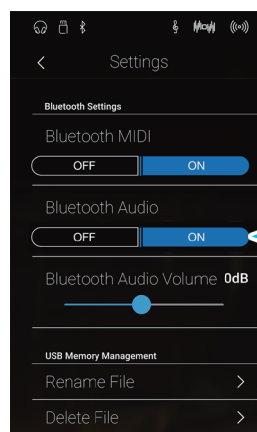 Settings
Bluetooth Settings
Bluetooth MIDI
OFF ON
Bluetooth Audio
OFF ON
Bluetooth Audio Volume 0dB
USB Memory Management
Rename File
Delete File